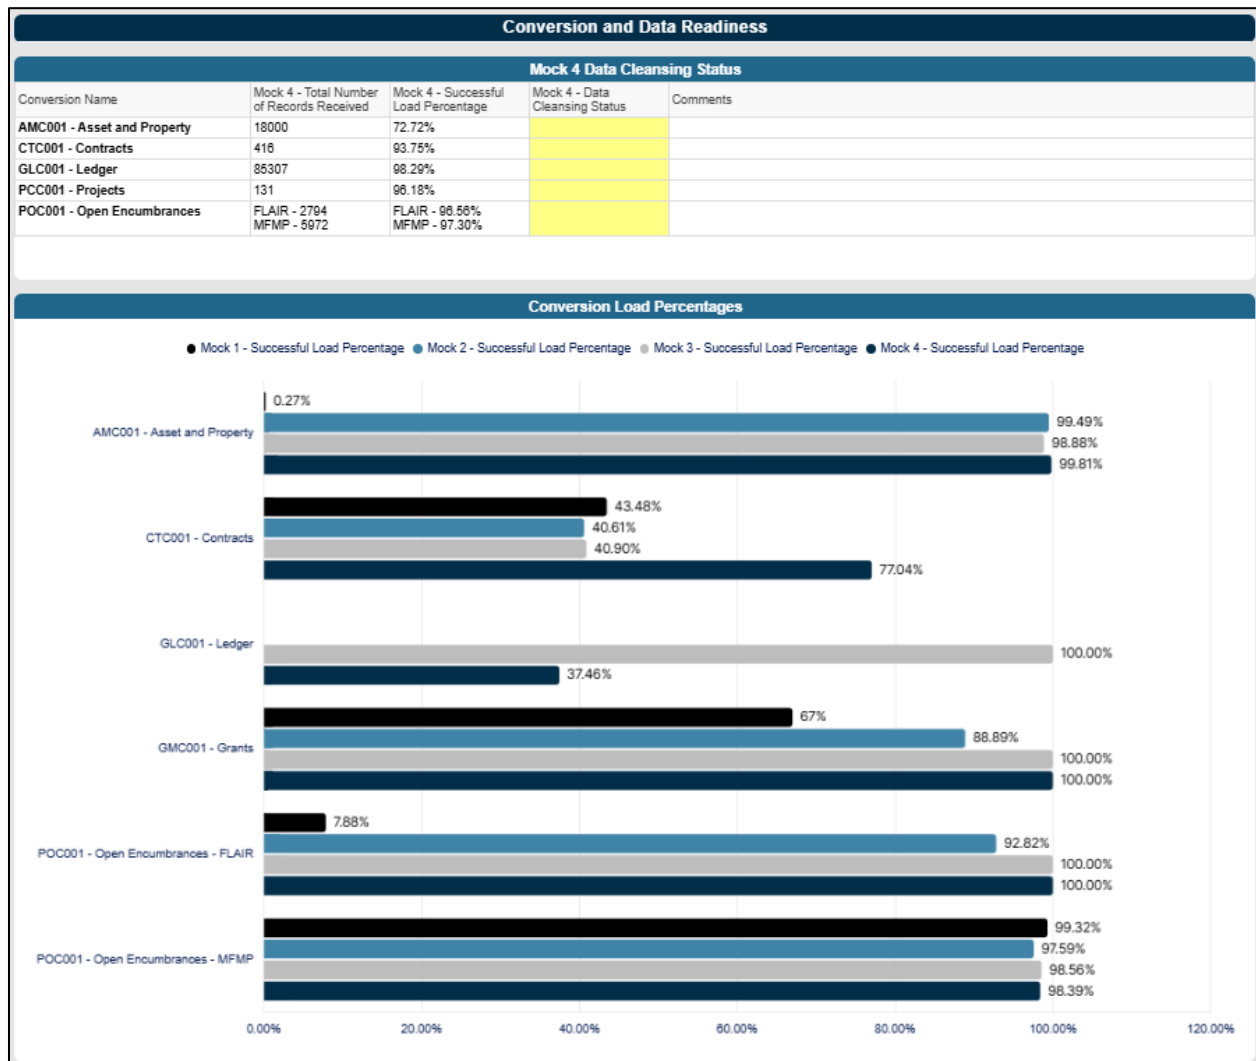 Conversion and Data Readiness
Mock 4 Data Cleansing Status
Conversion Name
Mock 4 - Total Number
of Records Received
Mock 4 - Successful
Load Percentage
Mock 4 - Data
Cleansing Status
Comments
AMC001 - Asset and Property 18000 72.72%
CTC001 - Contracts 416 93.75%
GLC001 - Ledger 85307 98.29%
PCC001 - Projects 131 96.18%
POC001 - Open Encumbrances FLAIR - 2794 FLAIR - 96.56%
MFMP - 5972 MFMP - 97.30%
Conversion Load Percentages
Mock 1 - Successful Load Percentage Mock 2 - Successful Load Percentage Mock 3 - Successful Load Percentage Mock 4 - Successful Load Percentage
AMC001 - Asset and Property
0.27%
99.49%
98.88%
99.81%
CTC001 - Contracts
43.48%
40.61%
40.90%
77.04%
GLC001 - Ledger
100.00%
37.46%
GMC001 - Grants
67%
88.89%
100.00%
100.00%
POC001 - Open Encumbrances - FLAIR
7.88%
92.82%
100.00%
100.00%
POC001 - Open Encumbrances - MFMP
99.32%
97.59%
98.56%
98.39%
0.00% 20.00% 40.00% 60.00% 80.00% 100.00% 120.00%